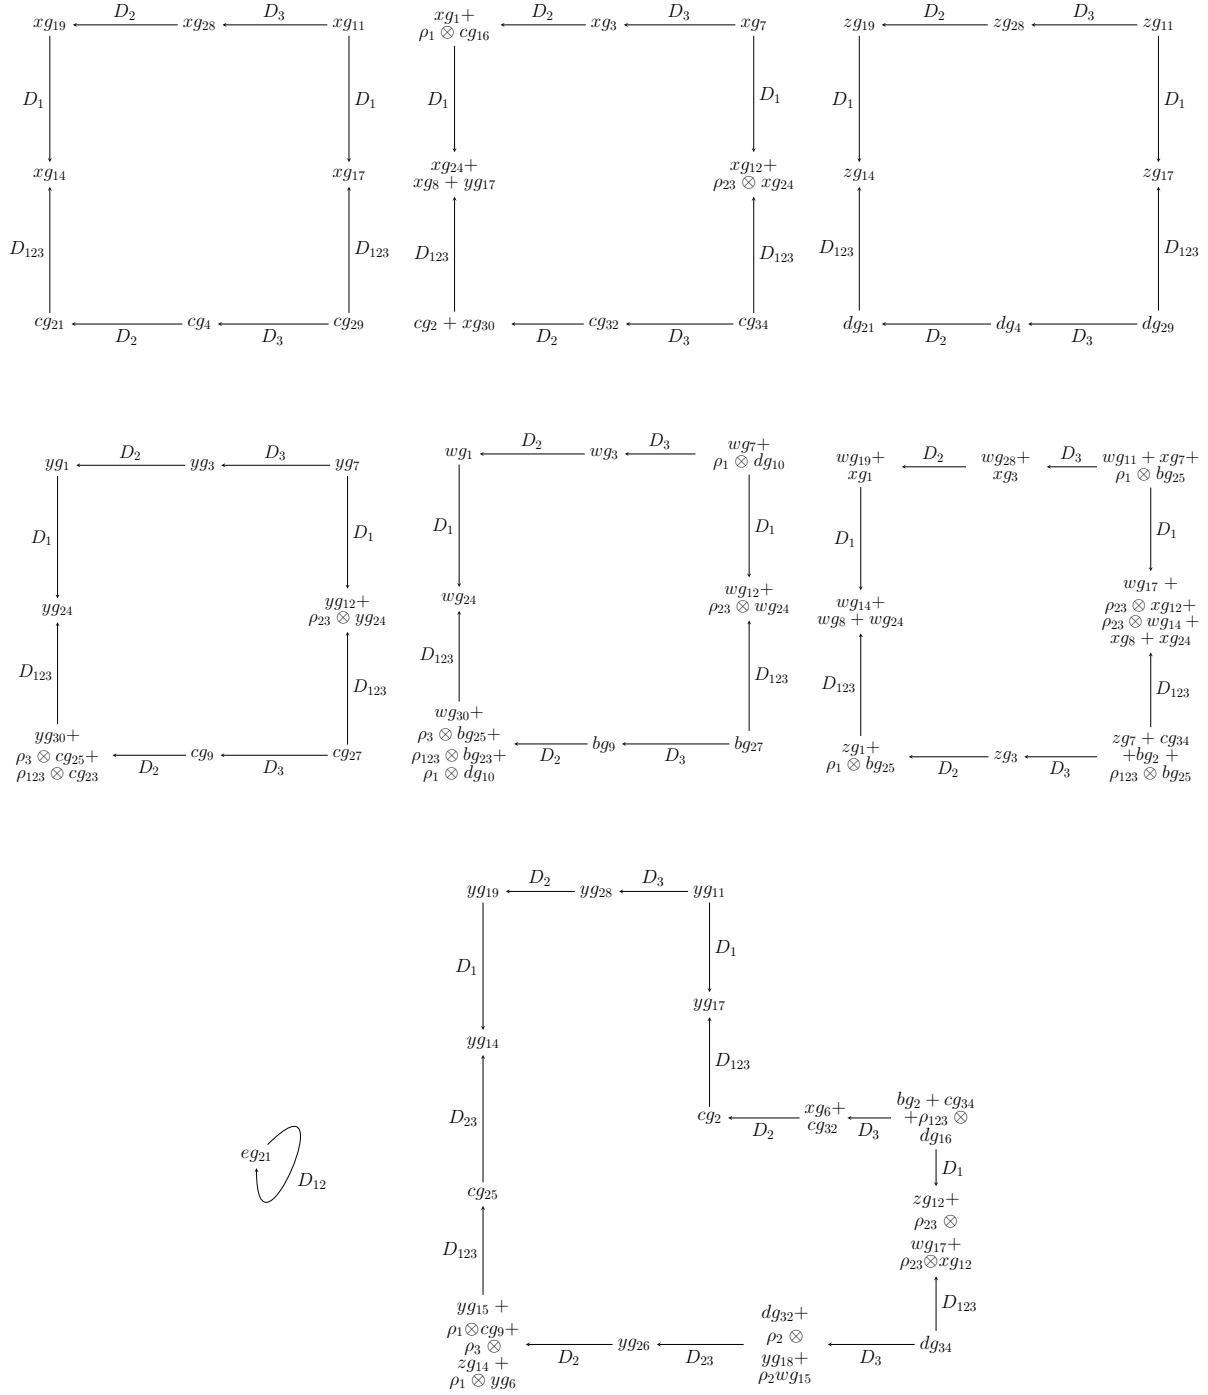 xg₁₉ D₂ xg₂₈ D₃ xg₁₁
D₁ D₁
xg₁₄ xg₁₇
D₁₂₃ D₁₂₃
cg₂₁ D₂ cg₄ D₃ cg₂₉
xg₁+
ρ₁ ⊗ cg₁₆
D₂ xg₃ D₃ xg₇
D₁ D₁
xg₂₄+
xg₈ + yg₁₇
xg₁₂+
ρ₂₃ ⊗ xg₂₄
D₁₂₃ D₁₂₃
cg₂ + xg₃₀ D₂ cg₃₂ D₃ cg₃₄
zg₁₉ D₂ zg₂₈ D₃ zg₁₁
D₁ D₁
zg₁₄ zg₁₇
D₁₂₃ D₁₂₃
dg₂₁ D₂ dg₄ D₃ dg₂₉
yg₁ D₂ yg₃ D₃ yg₇
D₁ D₁
yg₂₄
yg₁₂+
ρ₂₃ ⊗ yg₂₄
D₁₂₃ D₁₂₃
yg₃₀+
ρ₃ ⊗ cg₂₅+
ρ₁₂₃ ⊗ cg₂₃
D₂ cg₉ D₃ cg₂₇
wg₁ D₂ wg₃ D₃
wg₇+
ρ₁ ⊗ dg₁₀
D₁ D₁
wg₂₄
wg₁₂+
ρ₂₃ ⊗ wg₂₄
D₁₂₃ D₁₂₃
wg₃₀+
ρ₃ ⊗ bg₂₅+
ρ₁₂₃ ⊗ bg₂₃+
ρ₁ ⊗ dg₁₀
D₂ bg₉ D₃ bg₂₇
wg₁₉+
xg₁
D₂
wg₂₈+
xg₃
D₃
wg₁₁ + xg₇+
ρ₁ ⊗ bg₂₅
D₁ D₁
wg₁₄+
wg₈ + wg₂₄
wg₁₇ +
ρ₂₃ ⊗ xg₁₂+
ρ₂₃ ⊗ wg₁₄ +
xg₈ + xg₂₄
D₁₂₃ D₁₂₃
zg₁+
ρ₁ ⊗ bg₂₅
D₂ zg₃ D₃
zg₇ + cg₃₄
+bg₂ +
ρ₁₂₃ ⊗ bg₂₅
eg₂₁
D₁₂
yg₁₉ D₂ yg₂₈ D₃ yg₁₁
D₁ D₁
yg₁₇
yg₁₄
D₁₂₃
D₂₃
cg₂ D₂
xg₆+
cg₃₂
D₃
bg₂ + cg₃₄
+ρ₁₂₃ ⊗
dg₁₆
D₁
cg₂₅
zg₁₂+
ρ₂₃ ⊗
wg₁₇+
ρ₂₃⊗xg₁₂
D₁₂₃ D₁₂₃
yg₁₅ +
ρ₁⊗cg₉+
ρ₃ ⊗
zg₁₄ +
ρ₁ ⊗ yg₆
D₂ yg₂₆ D₂₃
dg₃₂+
ρ₂ ⊗
yg₁₈+
ρ₂wg₁₅
D₃ dg₃₄